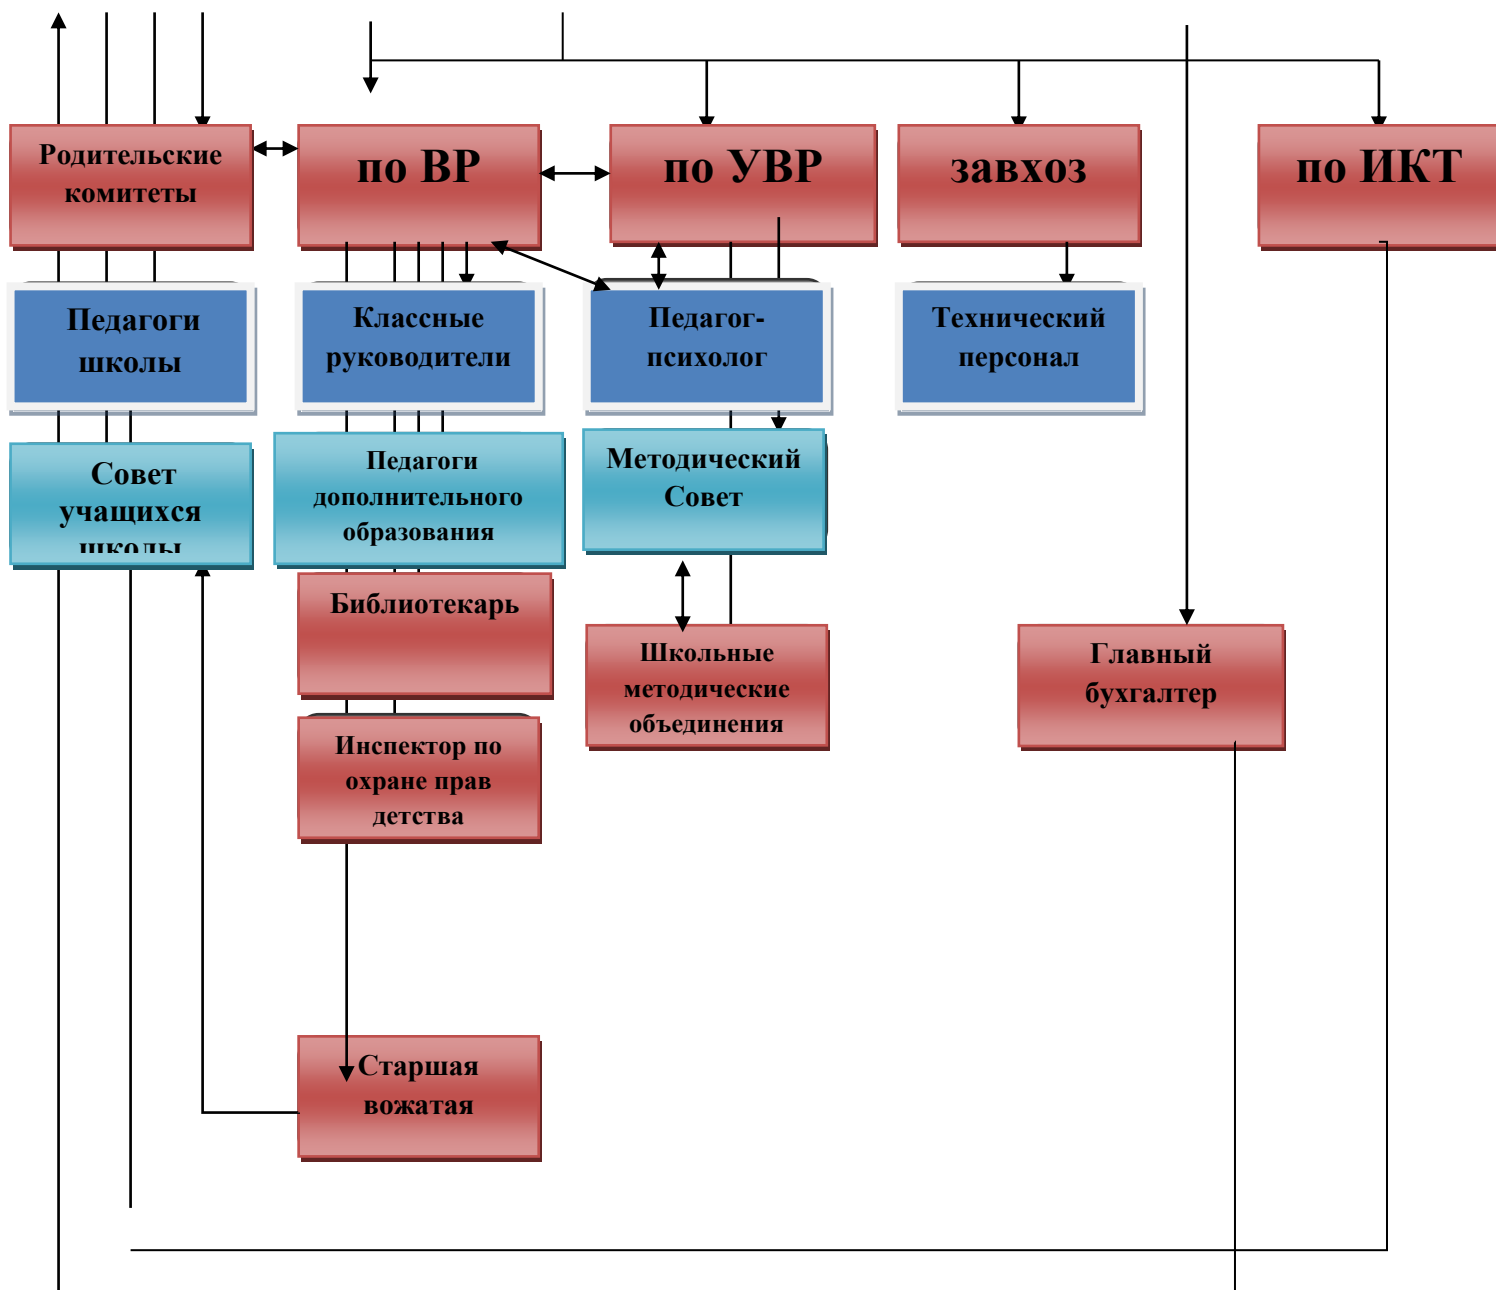 Родительские
комитеты
по ВР
по УВР
завхоз
по ИКТ
Педагоги
школы
Классные
руководители
Педагог-
психолог
Технический
персонал
Совет
учащихся
школы
Педагоги
дополнительного
образования
Методический
Совет
Библиотекарь
Школьные
методические
объединения
Главный
бухгалтер
Инспектор по
охране прав
детства
Старшая
вожатая